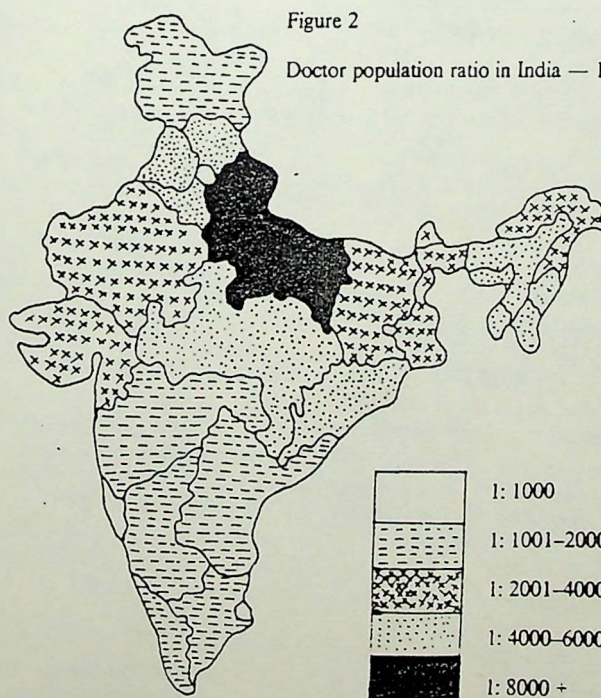 Figure 2
Doctor population ratio in India —
1: 1000
1: 1001–2000
1: 2001–4000
1: 4000–6000
1: 8000 +